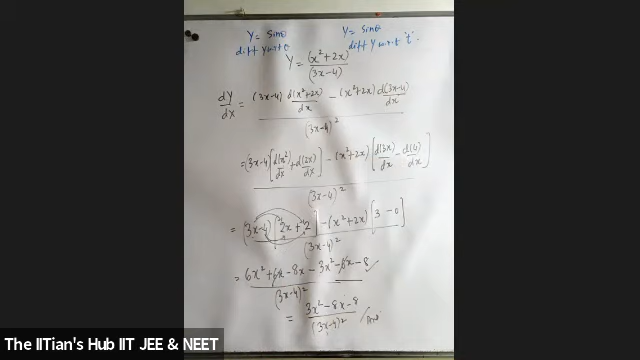 Y = sinθ
diff Y w.r.t θ
Y = sinθ
diff Y w.r.t 't'.
Y = (x²+2x)/(3x-4)
dY/dx = ((3x-4) d(x²+2x)/dx - (x²+2x) d(3x-4)/dx)/(3x-4)²
= ((3x-4)[d(x²)/dx + d(2x)/dx] - (x²+2x)[d(3x)/dx - d(4)/dx])/(3x-4)²
= ((3x-4)[2x+2] - (x²+2x)[3-0])/(3x-4)²
= (6x²+6x-8x-3x²-6x-8)/(3x-4)²
= (3x²-8x-8)/(3x-4)² /Ans
The IITian's Hub IIT JEE & NEET